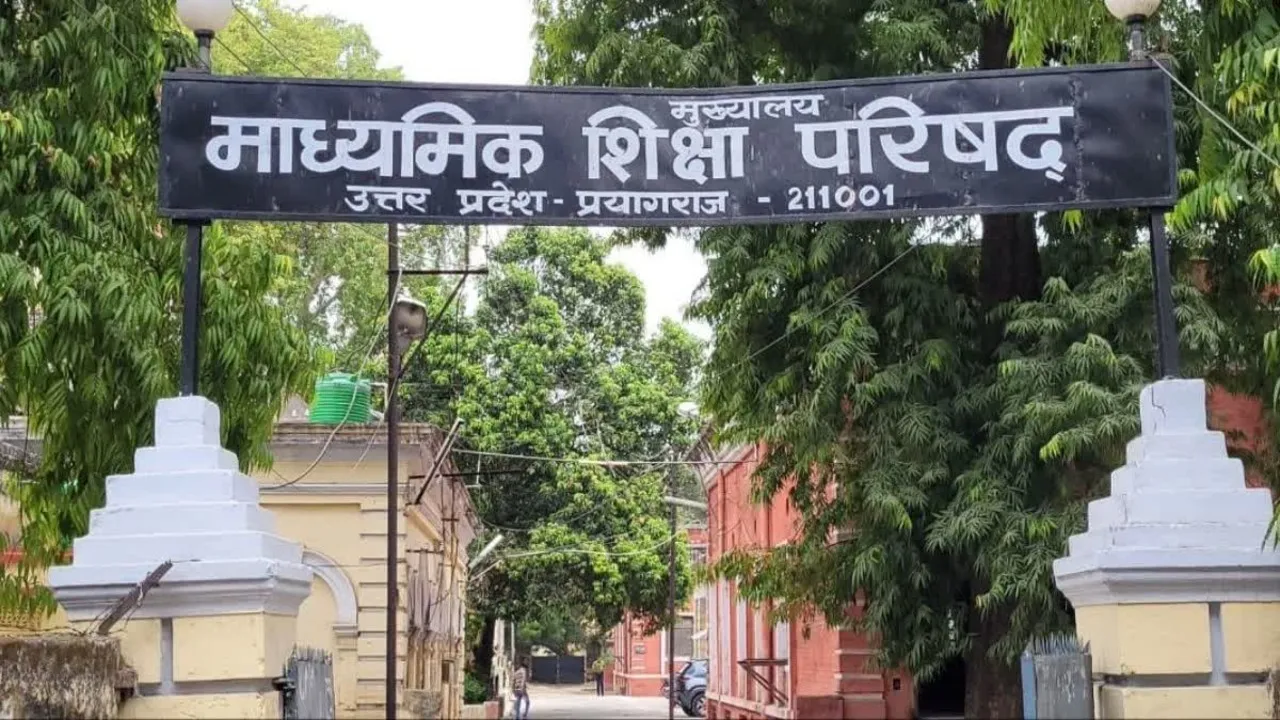 मुख्यालय
माध्यमिक शिक्षा परिषद्
उत्तर प्रदेश - प्रयागराज - 211001